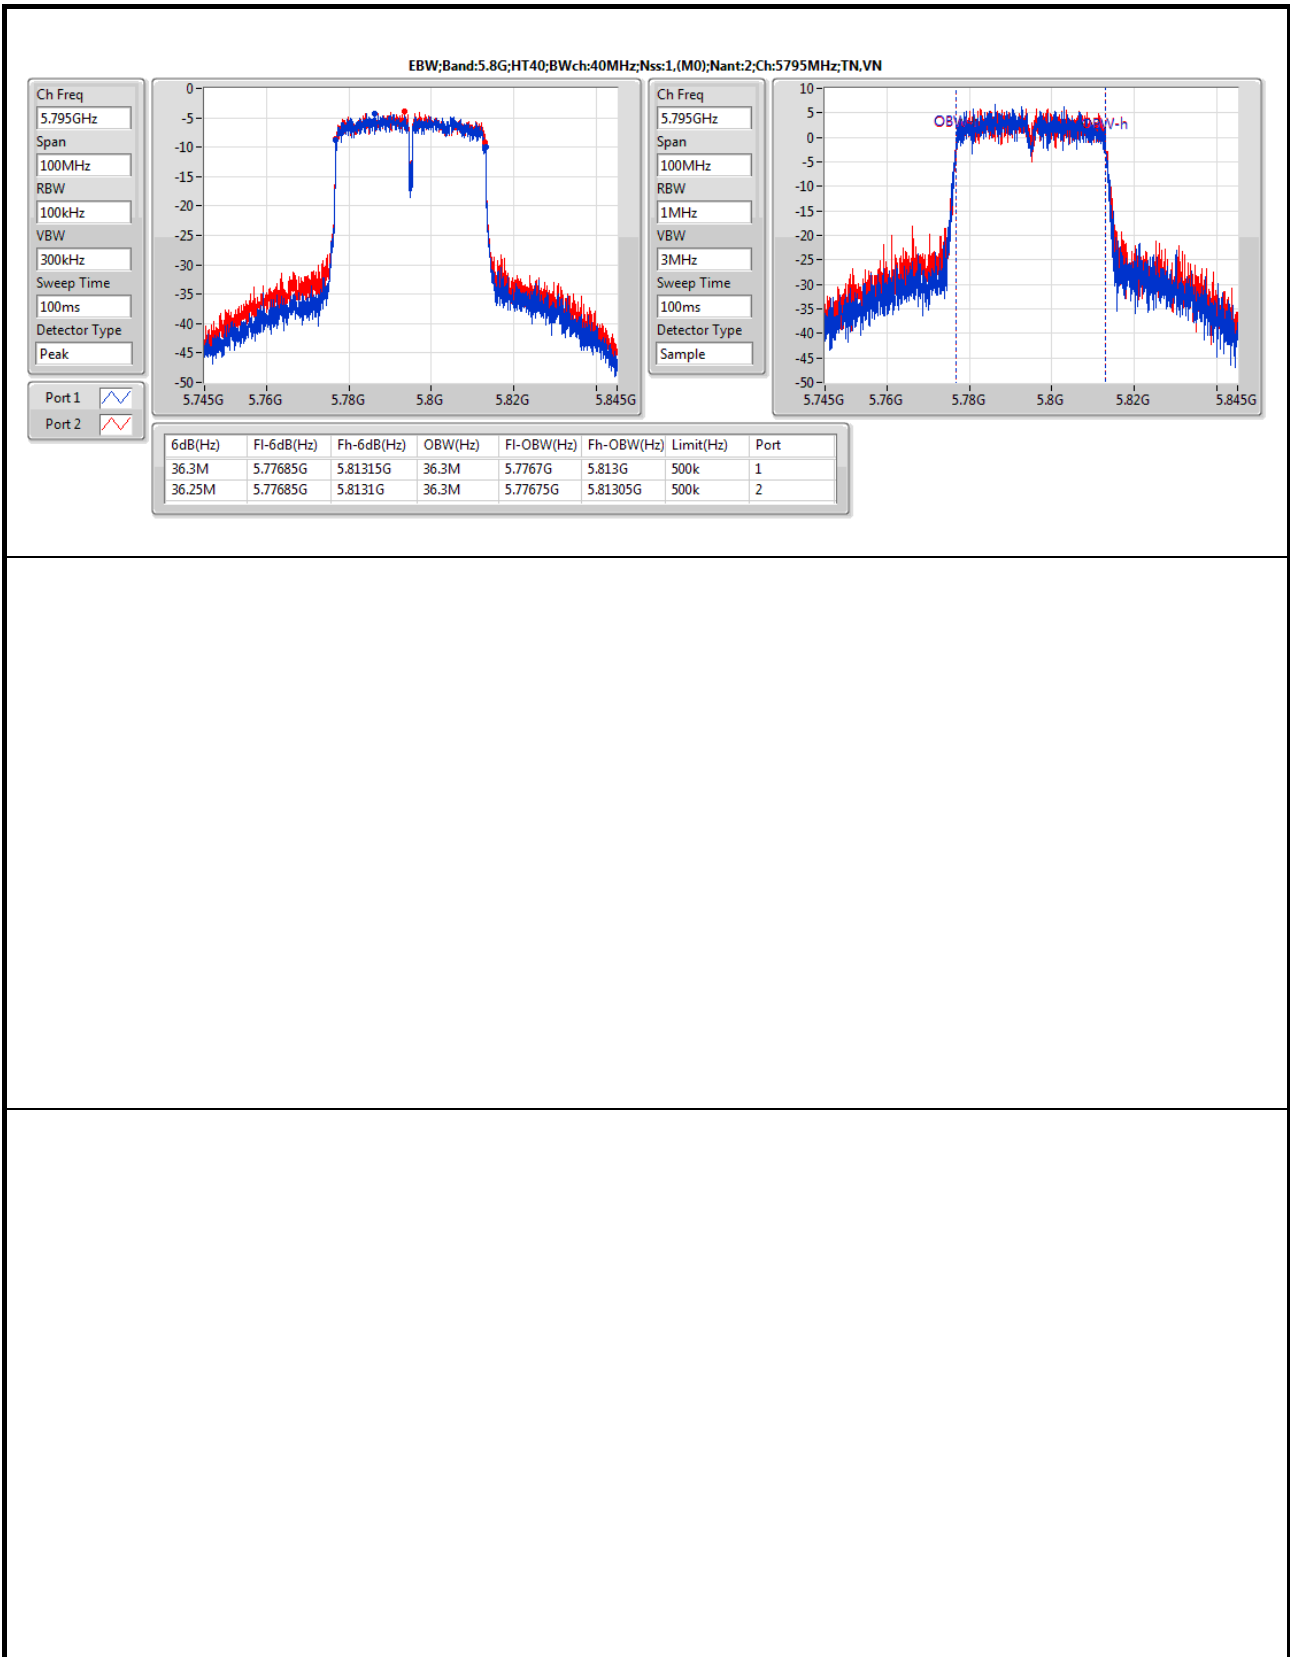 EBW;Band:5.8G;HT40;BWch:40MHz;Nss:1,(M0);Nant:2;Ch:5795MHz;TN,VN
Ch Freq
5.795GHz
Span
100MHz
RBW
100kHz
VBW
300kHz
Sweep Time
100ms
Detector Type
Peak
Port 1
Port 2
0
-5
-10
-15
-20
-25
-30
-35
-40
-45
-50
5.745G 5.76G 5.78G 5.8G 5.82G 5.845G
Ch Freq
5.795GHz
Span
100MHz
RBW
1MHz
VBW
3MHz
Sweep Time
100ms
Detector Type
Sample
10
5
0
-5
-10
-15
-20
-25
-30
-35
-40
-45
-50
5.745G 5.76G 5.78G 5.8G 5.82G 5.845G
6dB(Hz) Fl-6dB(Hz) Fh-6dB(Hz) OBW(Hz) Fl-OBW(Hz) Fh-OBW(Hz) Limit(Hz) Port
36.3M 5.77685G 5.81315G 36.3M 5.7767G 5.813G 500k 1
36.25M 5.77685G 5.8131G 36.3M 5.77675G 5.81305G 500k 2